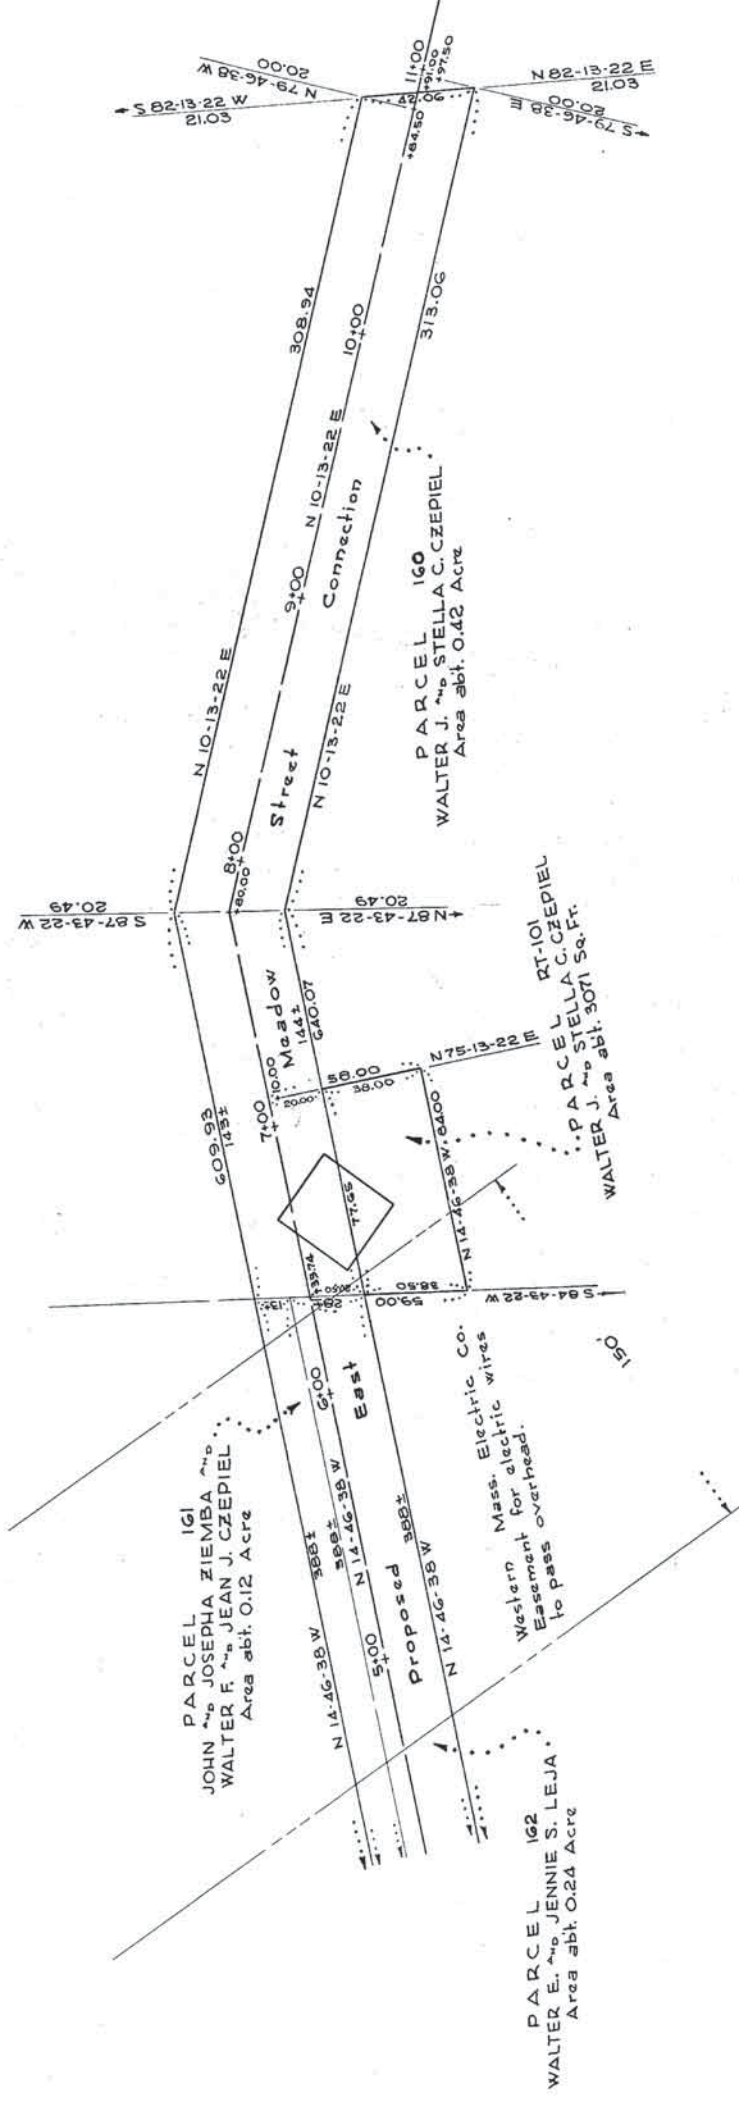 PARCEL 161
JOHN AND JOSEPHA ZIEMBA AND
WALTER F. AND JEAN J. CZEPIEL
Area abt. 0.12 Acre
PARCEL 162
WALTER E. AND JENNIE S. LEJA
Area abt. 0.24 Acre
Western Mass. Electric Co.
Easement for electric wires
to pass overhead.
150'
PARCEL RT-101
WALTER J. AND STELLA C. CZEPIEL
Area abt. 3071 Sq. Ft.
PARCEL 160
WALTER J. AND STELLA C. CZEPIEL
Area abt. 0.42 Acre
Proposed East Meadow Street Connection
N 14-46-38 W
388±
388±
N 14-46-38 W
N 14-46-38 W
388±
5+00
6+00
+33.74
7+00
+10.00
+80.00
8+00
9+00
10+00
+84.50
+91.00
+97.50
11+00
13±
28±
20.50
59.00
38.50
S 84-43-22 W
77.65
N 14-46-38 W 84.00
20.00
58.00
38.00
N 75-13-22 E
609.93
143±
144±
640.07
S 87-43-22 W
20.49
N 87-43-22 E
20.49
N 10-13-22 E
308.94
N 10-13-22 E
N 10-13-22 E
313.06
42.06
S 82-13-22 W
21.03
N 79-46-38 W
20.00
N 82-13-22 E
21.03
S 79-46-38 E
20.00